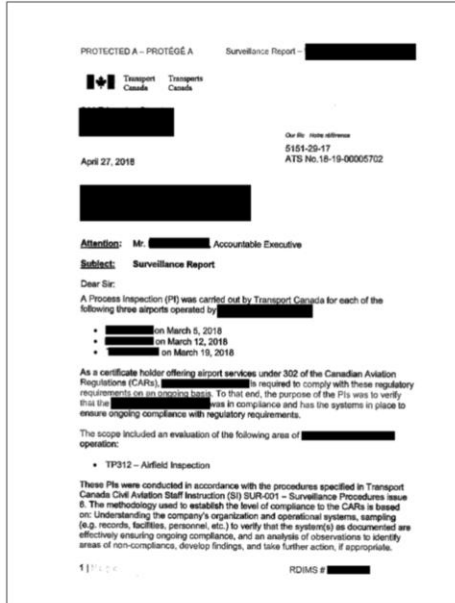 PROTECTED A – PROTÉGÉ A Surveillance Report –
Transport Transports
Canada Canada
Our file Notre référence
5151-29-17
ATS No.18-19-00005702
April 27, 2018
Attention: Mr. , Accountable Executive
Subject: Surveillance Report
Dear Sir:
A Process Inspection (PI) was carried out by Transport Canada for each of the
following three airports operated by
• on March 5, 2018
• on March 12, 2018
• on March 19, 2018
As a certificate holder offering airport services under 302 of the Canadian Aviation
Regulations (CARs), is required to comply with these regulatory
requirements on an ongoing basis. To that end, the purpose of the PIs was to verify
that the was in compliance and has the systems in place to
ensure ongoing compliance with regulatory requirements.
The scope included an evaluation of the following area of
operation:
• TP312 – Airfield Inspection
These PIs were conducted in accordance with the procedures specified in Transport
Canada Civil Aviation Staff Instruction (SI) SUR-001 – Surveillance Procedures issue
6. The methodology used to establish the level of compliance to the CARs is based
on: Understanding the company's organization and operational systems, sampling
(e.g. records, facilities, personnel, etc.) to verify that the system(s) as documented are
effectively ensuring ongoing compliance, and an analysis of observations to identify
areas of non-compliance, develop findings, and take further action, if appropriate.
1 |
RDIMS #